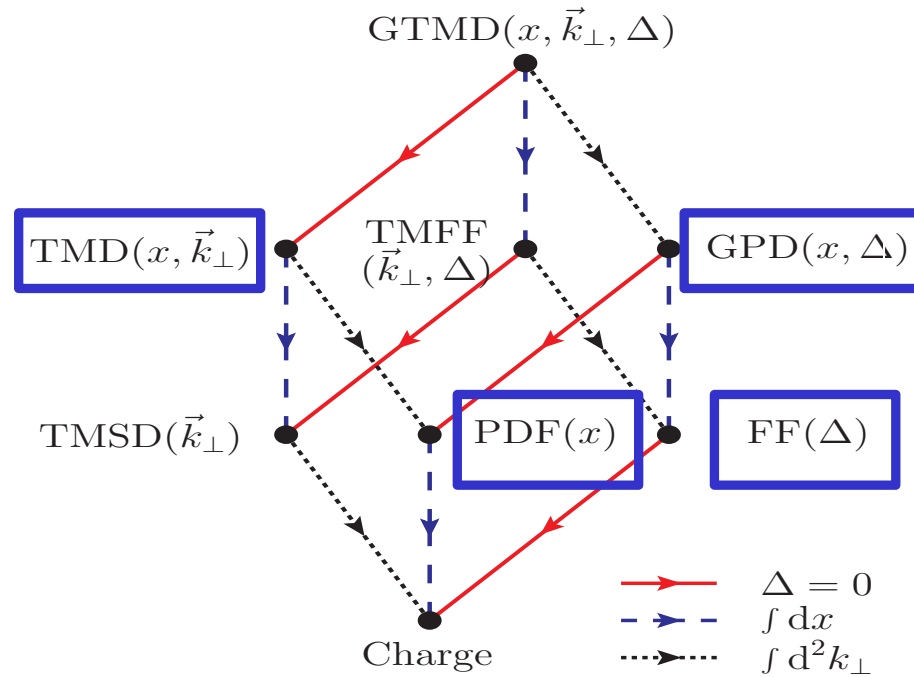 GTMD(x, k⃗⊥, Δ)
TMD(x, k⃗⊥)
TMFF
(k⃗⊥, Δ)
GPD(x, Δ)
TMSD(k⃗⊥)
PDF(x)
FF(Δ)
Charge
Δ = 0
∫ dx
∫ d²k⊥